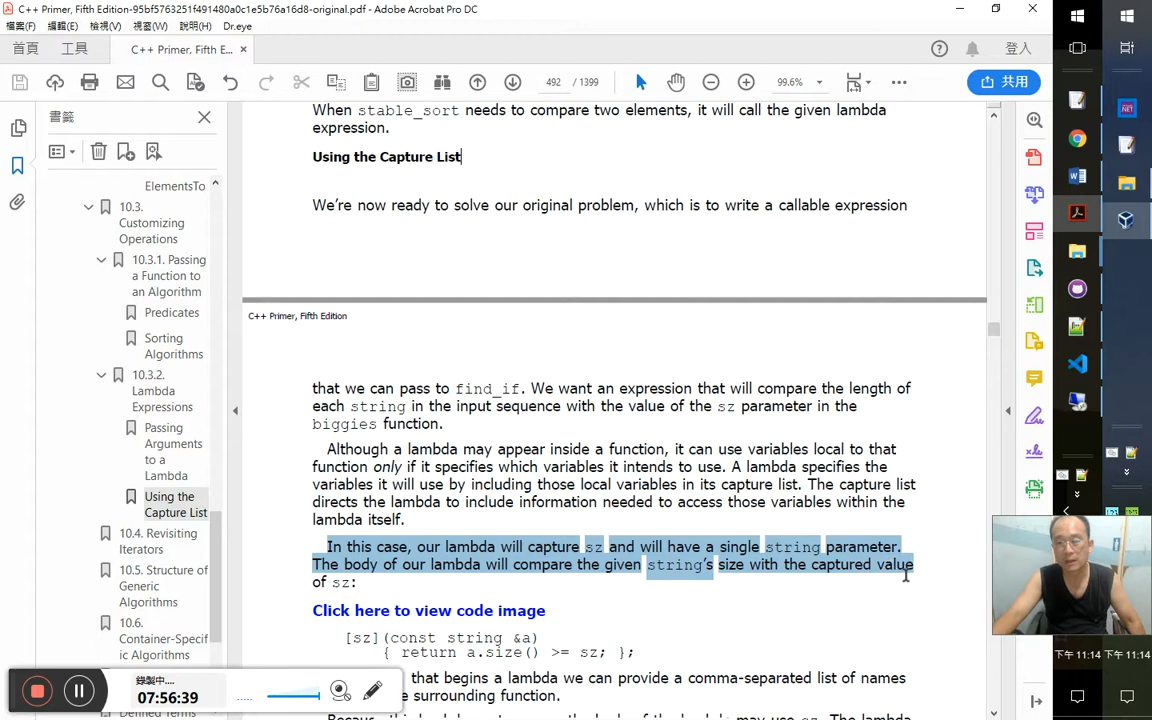 C++ Primer, Fifth Edition-95bf5763251f491480a0c1e5b76a16d8-original.pdf - Adobe Acrobat Pro DC
檔案(F) 編輯(E) 檢視(V) 視窗(W) 說明(H) Dr.eye
首頁 工具 C++ Primer, Fifth E... × 登入
492 / 1399 99.6% 共用
書籤
ElementsTo
10.3.
Customizing
Operations
10.3.1. Passing
a Function to
an Algorithm
Predicates
Sorting
Algorithms
10.3.2.
Lambda
Expressions
Passing
Arguments
to a
Lambda
Using the
Capture List
10.4. Revisiting
Iterators
10.5. Structure of
Generic
Algorithms
10.6.
Container-Specif
ic Algorithms
Defined Terms
When stable_sort needs to compare two elements, it will call the given lambda
expression.
Using the Capture List
We're now ready to solve our original problem, which is to write a callable expression
C++ Primer, Fifth Edition
that we can pass to find_if. We want an expression that will compare the length of
each string in the input sequence with the value of the sz parameter in the
biggies function.
Although a lambda may appear inside a function, it can use variables local to that
function only if it specifies which variables it intends to use. A lambda specifies the
variables it will use by including those local variables in its capture list. The capture list
directs the lambda to include information needed to access those variables within the
lambda itself.
In this case, our lambda will capture sz and will have a single string parameter.
The body of our lambda will compare the given string's size with the captured value
of sz:
Click here to view code image
[sz](const string &a)
{ return a.size() >= sz; };
that begins a lambda we can provide a comma-separated list of names
e surrounding function.
錄製中...
07:56:39
下午 11:14 下午 11:14